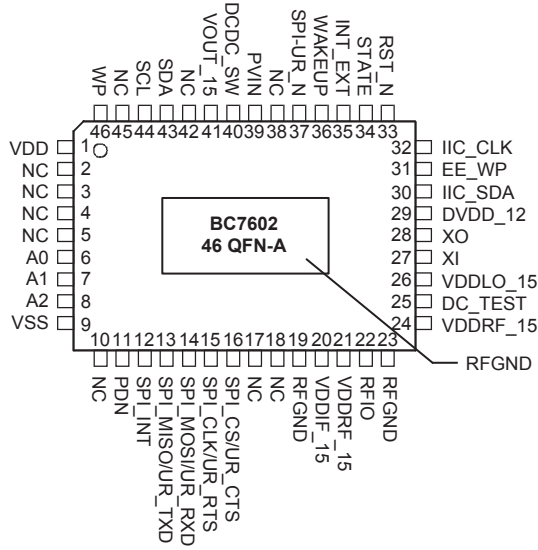 WP
NC
SCL
SDA
NC
VOUT_15
DCDC_SW
PVIN
NC
SPI-UR_N
WAKEUP
INT_EXT
STATE
RST_N
46 45 44 43 42 41 40 39 38 37 36 35 34 33
VDD 1
NC 2
NC 3
NC 4
NC 5
A0 6
A1 7
A2 8
VSS 9
BC7602
46 QFN-A
32 IIC_CLK
31 EE_WP
30 IIC_SDA
29 DVDD_12
28 XO
27 XI
26 VDDLO_15
25 DC_TEST
24 VDDRF_15
RFGND
10 11 12 13 14 15 16 17 18 19 20 21 22 23
NC
PDN
SPI_INT
SPI_MISO/UR_TXD
SPI_MOSI/UR_RXD
SPI_CLK/UR_RTS
SPI_CS/UR_CTS
NC
NC
RFGND
VDDIF_15
VDDRF_15
RFIO
RFGND